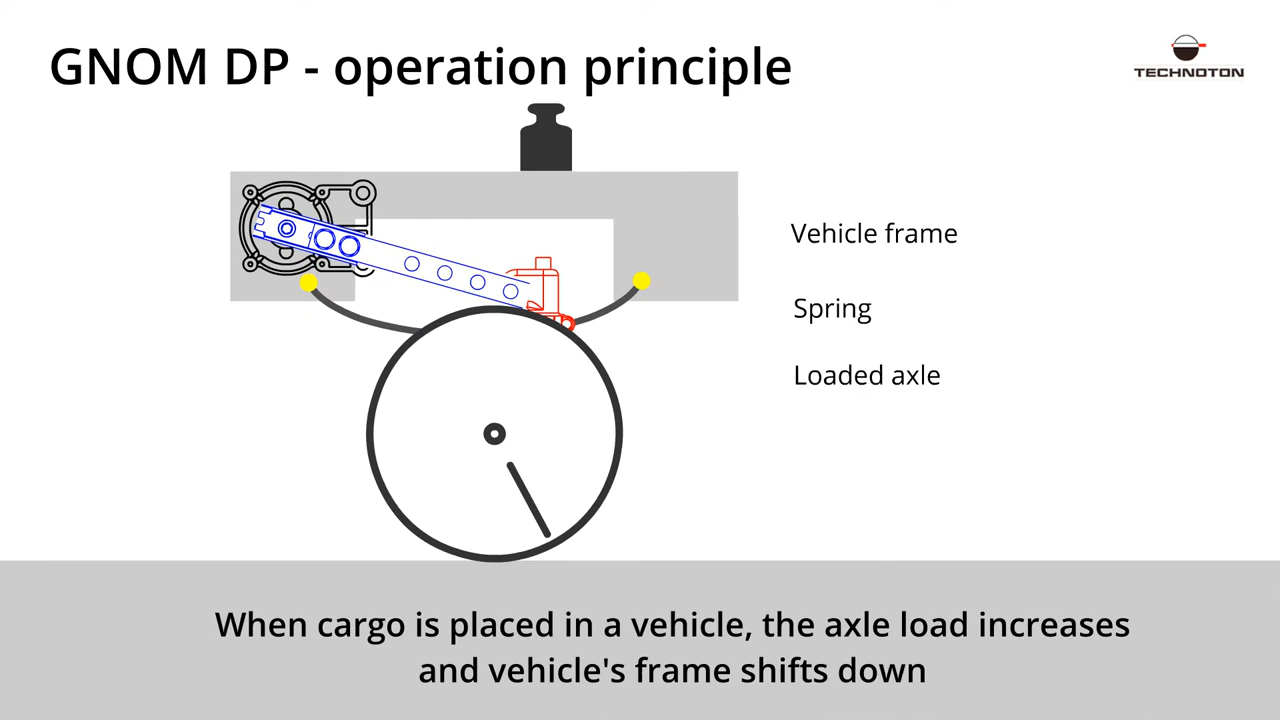 GNOM DP - operation principle
TECHNOTON
Vehicle frame
Spring
Loaded axle
When cargo is placed in a vehicle, the axle load increases
and vehicle's frame shifts down